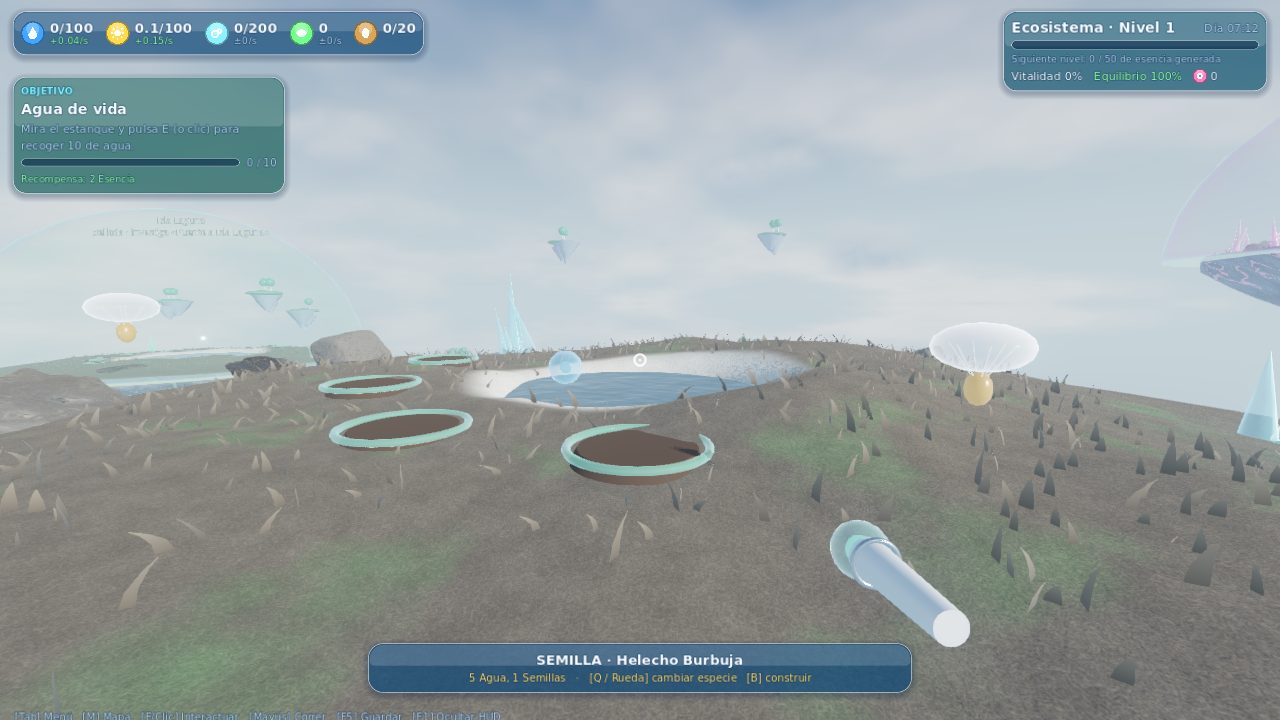 0/100
+0.04/s
0.1/100
+0.15/s
0/200
±0/s
0
±0/s
0/20
Ecosistema · Nivel 1
Día 07:12
Siguiente nivel: 0 / 50 de esencia generada
Vitalidad 0% Equilibrio 100% 0
OBJETIVO
Agua de vida
Mira el estanque y pulsa E (o clic) para
recoger 10 de agua.
0 / 10
Recompensa: 2 Esencia
Isla Laguna
SEMILLA · Helecho Burbuja
5 Agua, 1 Semillas · [Q / Rueda] cambiar especie [B] construir
[Tab] Menú [M] Mapa [E/Clic] Interactuar [Mayús] Correr [F5] Guardar [F1] Ocultar HUD